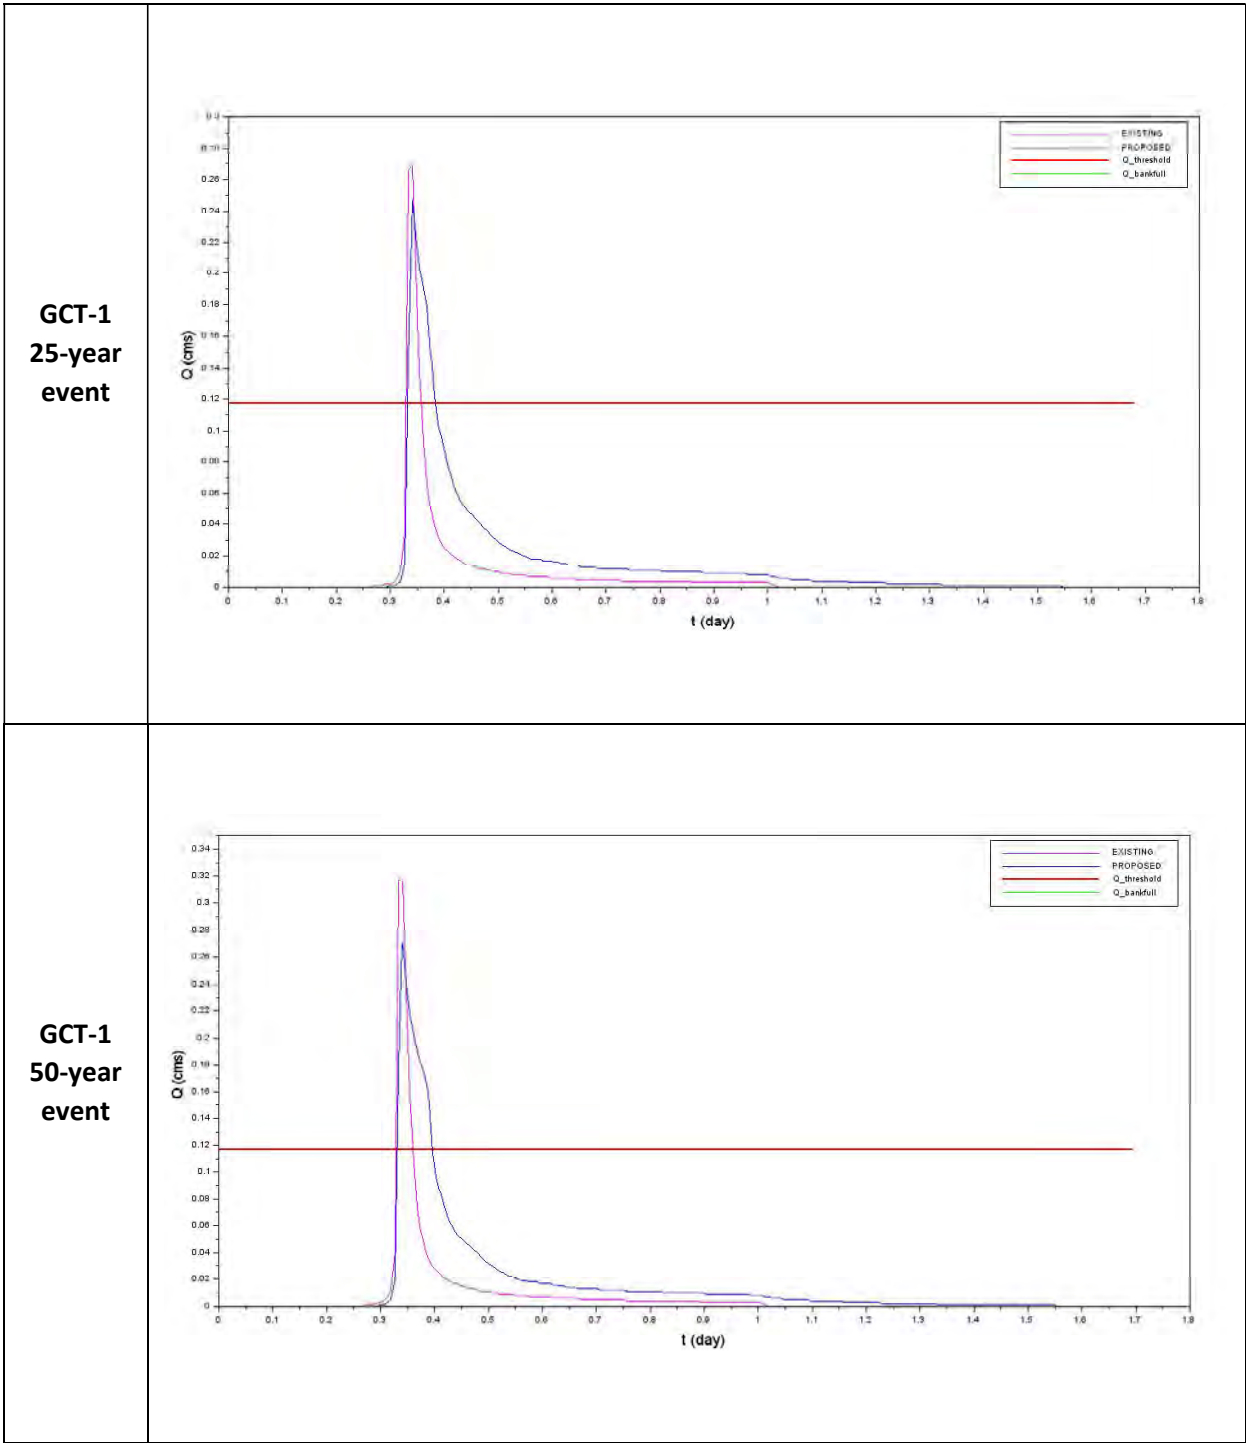 GCT-1
25-year
event
Q (cms)
0.3
0.28
0.26
0.24
0.22
0.2
0.18
0.16
0.14
0.12
0.1
0.08
0.06
0.04
0.02
0
0 0.1 0.2 0.3 0.4 0.5 0.6 0.7 0.8 0.9 1 1.1 1.2 1.3 1.4 1.5 1.6 1.7 1.8
t (day)
EXISTING
PROPOSED
Q_threshold
Q_bankfull
GCT-1
50-year
event
Q (cms)
0.34
0.32
0.3
0.28
0.26
0.24
0.22
0.2
0.18
0.16
0.14
0.12
0.1
0.08
0.06
0.04
0.02
0
0 0.1 0.2 0.3 0.4 0.5 0.6 0.7 0.8 0.9 1 1.1 1.2 1.3 1.4 1.5 1.6 1.7 1.8
t (day)
EXISTING
PROPOSED
Q_threshold
Q_bankfull